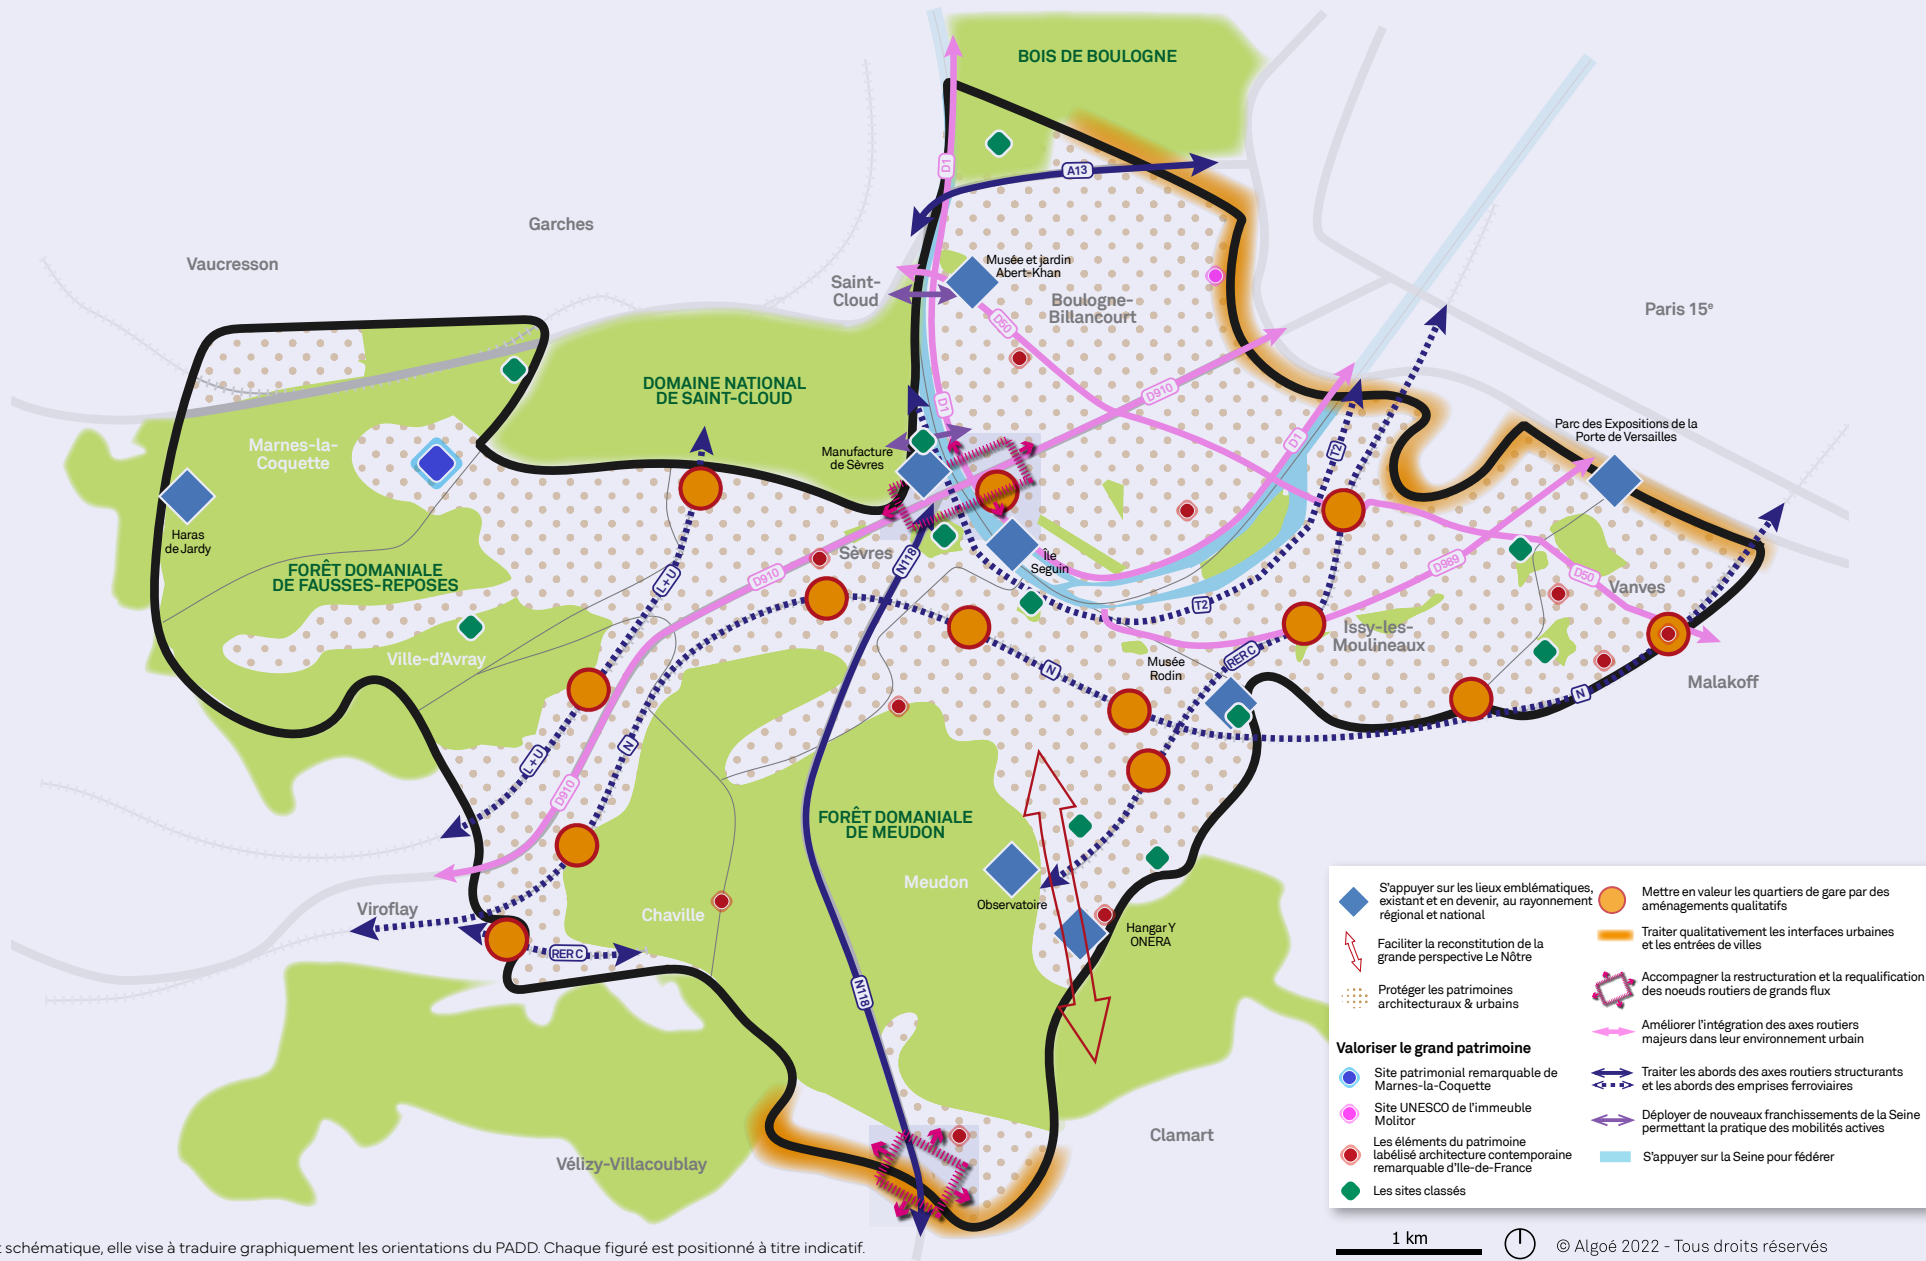 BOIS DE BOULOGNE
D1
A13
Garches
Vaucresson
Saint-
Cloud
Musée et jardin
Abert-Khan
Boulogne-
Billancourt
Paris 15e
D50
DOMAINE NATIONAL
DE SAINT-CLOUD
D1
D910
Marnes-la-
Coquette
Manufacture
de Sèvres
D1
T2
Parc des Expositions de la
Porte de Versailles
Haras
de Jardy
FORÊT DOMANIALE
DE FAUSSES-REPOSES
L+U
D910
Sèvres
N118
Île
Seguin
D989
D50
Vanves
T2
Ville-d'Avray
Issy-les-
Moulineaux
RER C
Musée
Rodin
N
N
Malakoff
L+U
N
D910
FORÊT DOMANIALE
DE MEUDON
Meudon
Observatoire
Viroflay
Chaville
Hangar Y
ONERA
RER C
N118
Clamart
Vélizy-Villacoublay
S'appuyer sur les lieux emblématiques,
existant et en devenir, au rayonnement
régional et national
Faciliter la reconstitution de la
grande perspective Le Nôtre
Protéger les patrimoines
architecturaux & urbains
Valoriser le grand patrimoine
Site patrimonial remarquable de
Marnes-la-Coquette
Site UNESCO de l'immeuble
Molitor
Les éléments du patrimoine
labélisé architecture contemporaine
remarquable d'Ile-de-France
Les sites classés
Mettre en valeur les quartiers de gare par des
aménagements qualitatifs
Traiter qualitativement les interfaces urbaines
et les entrées de villes
Accompagner la restructuration et la requalification
des noeuds routiers de grands flux
Améliorer l'intégration des axes routiers
majeurs dans leur environnement urbain
Traiter les abords des axes routiers structurants
et les abords des emprises ferroviaires
Déployer de nouveaux franchissements de la Seine
permettant la pratique des mobilités actives
S'appuyer sur la Seine pour fédérer
1 km
© Algoé 2022 - Tous droits réservés
t schématique, elle vise à traduire graphiquement les orientations du PADD. Chaque figuré est positionné à titre indicatif.